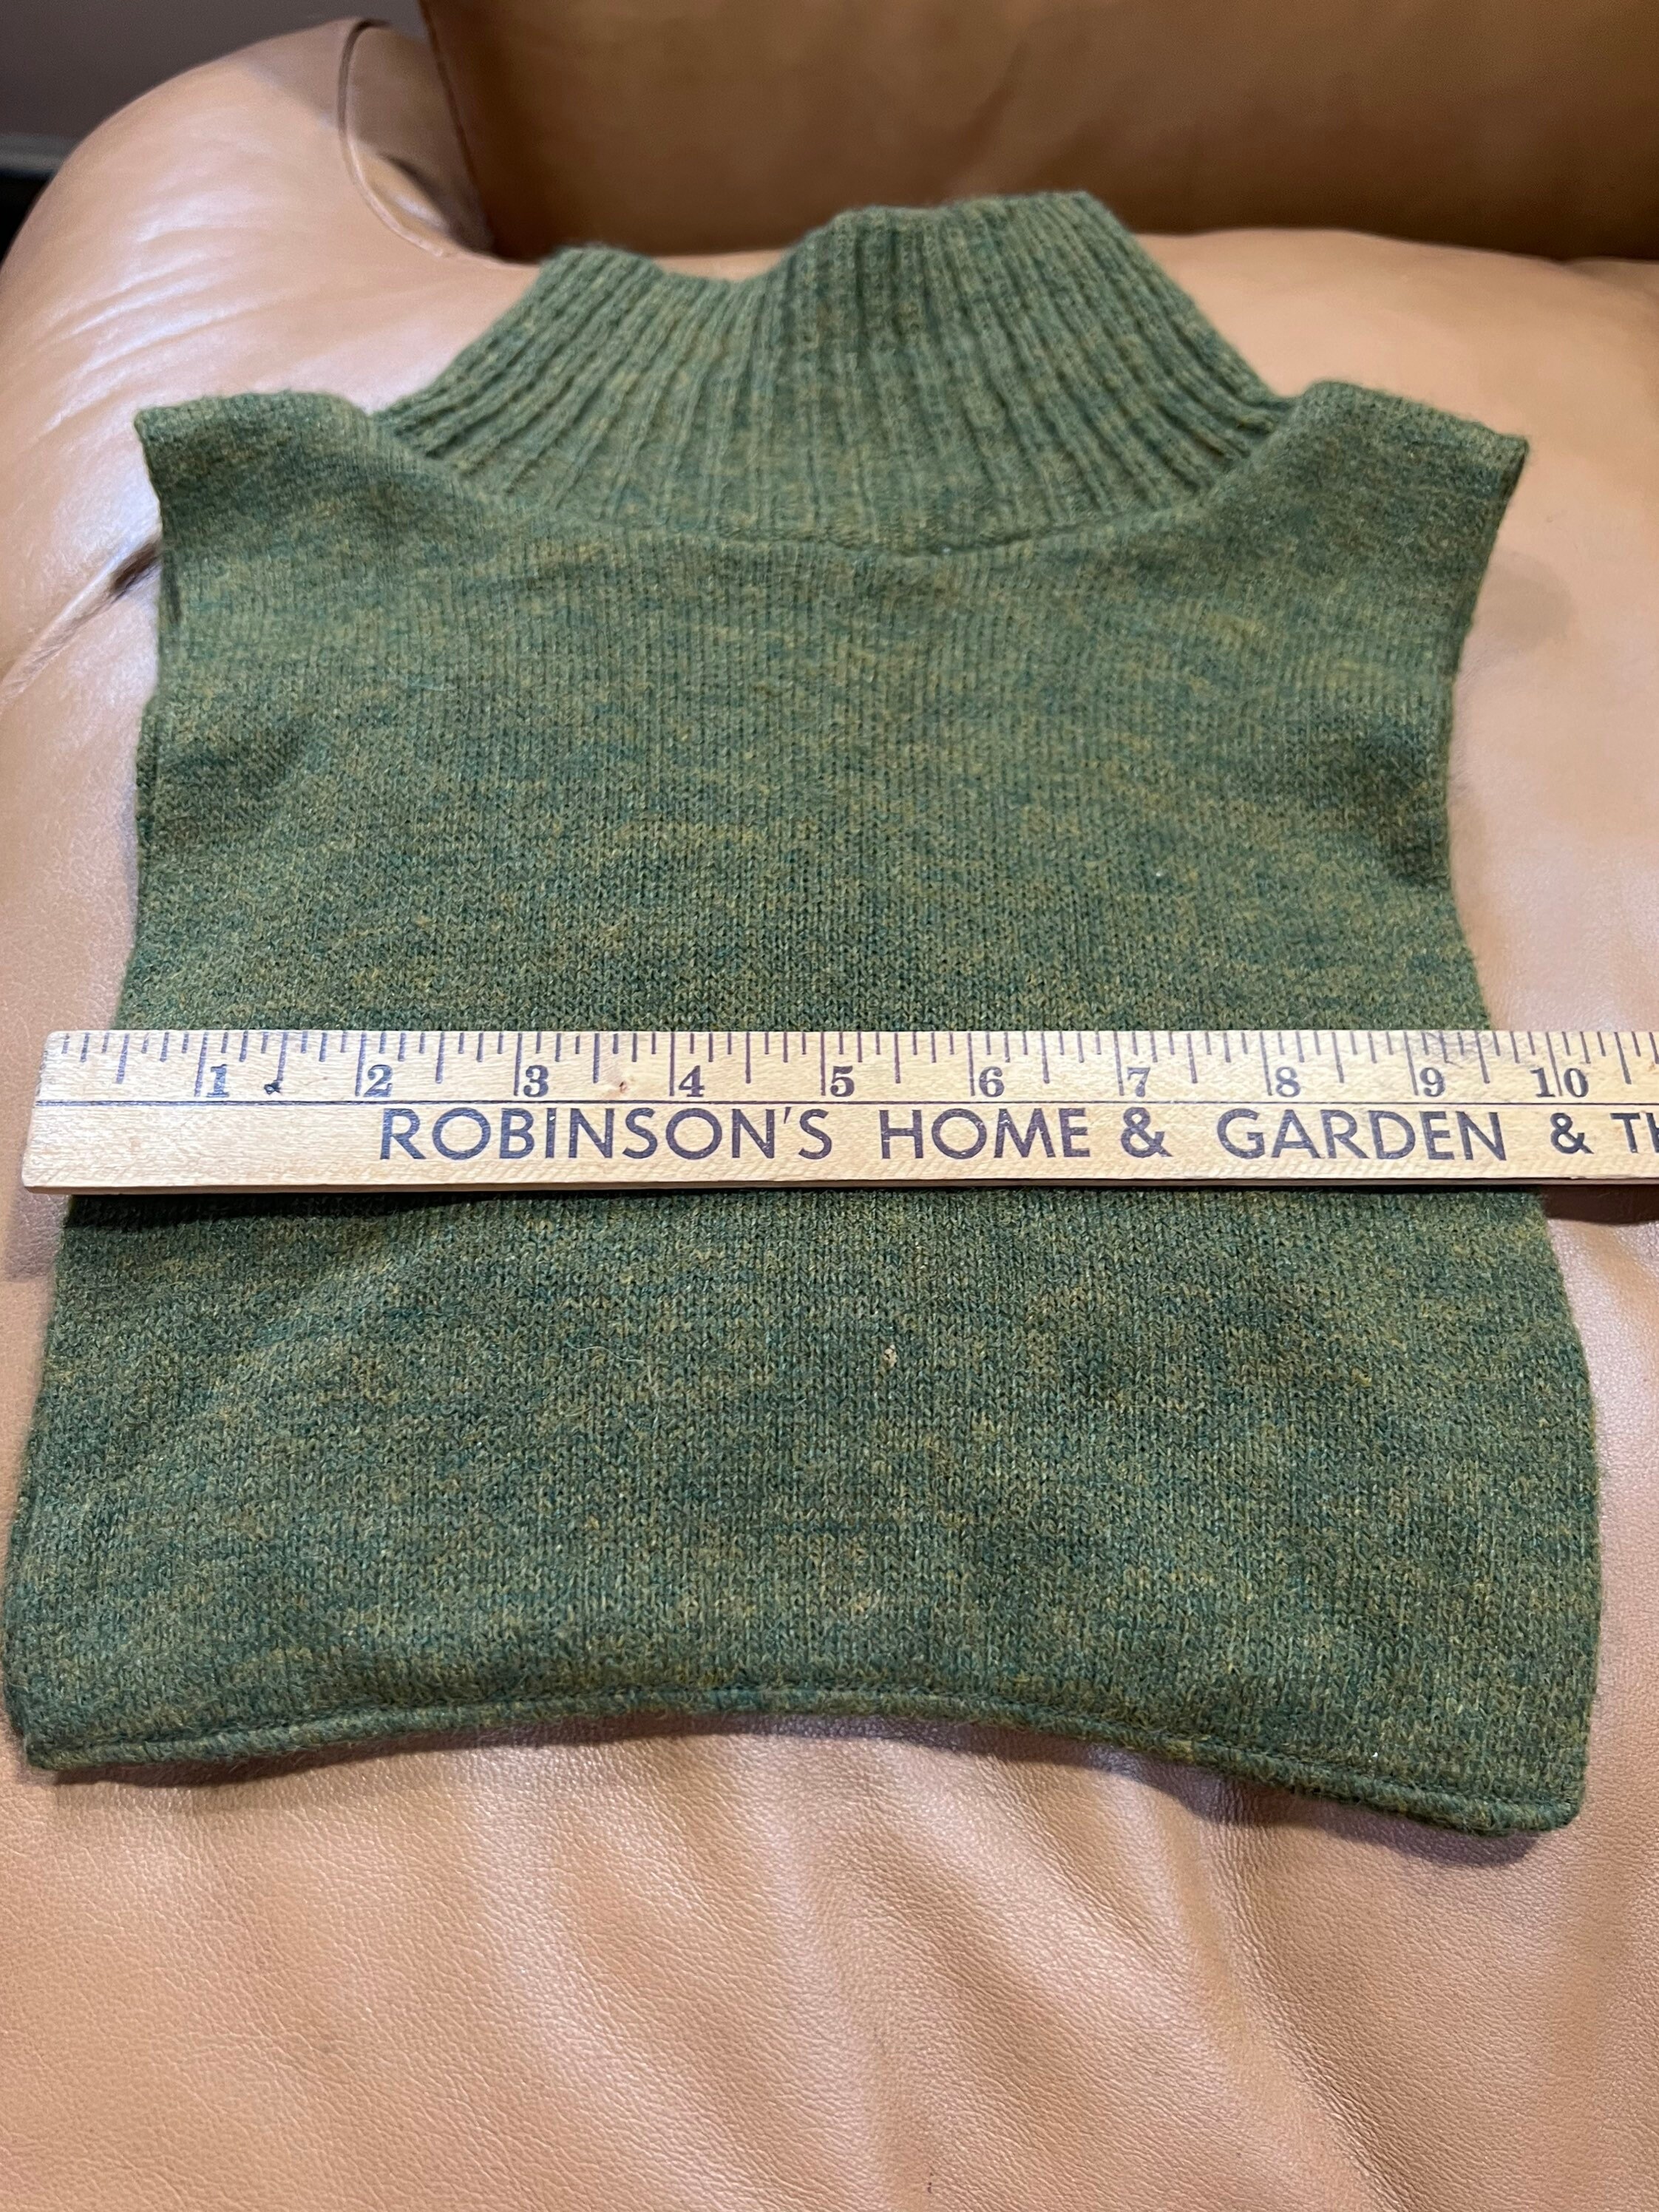 1 2 3 4 5 6 7 8 9 10
ROBINSON'S HOME & GARDEN &